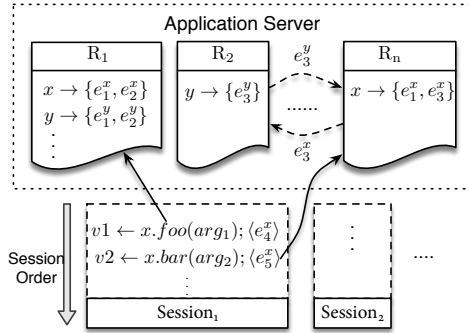 Application Server
R₁
R₂
Rₙ
x → {e₁ˣ, e₂ˣ}
y → {e₁ʸ, e₂ʸ}
⋮
y → {e₃ʸ}
e₃ʸ
......
e₃ˣ
x → {e₁ˣ, e₃ˣ}
Session
Order
v1 ← x.foo(arg₁); ⟨e₄ˣ⟩
v2 ← x.bar(arg₂); ⟨e₅ˣ⟩
⋮
Session₁
⋮
Session₂
....